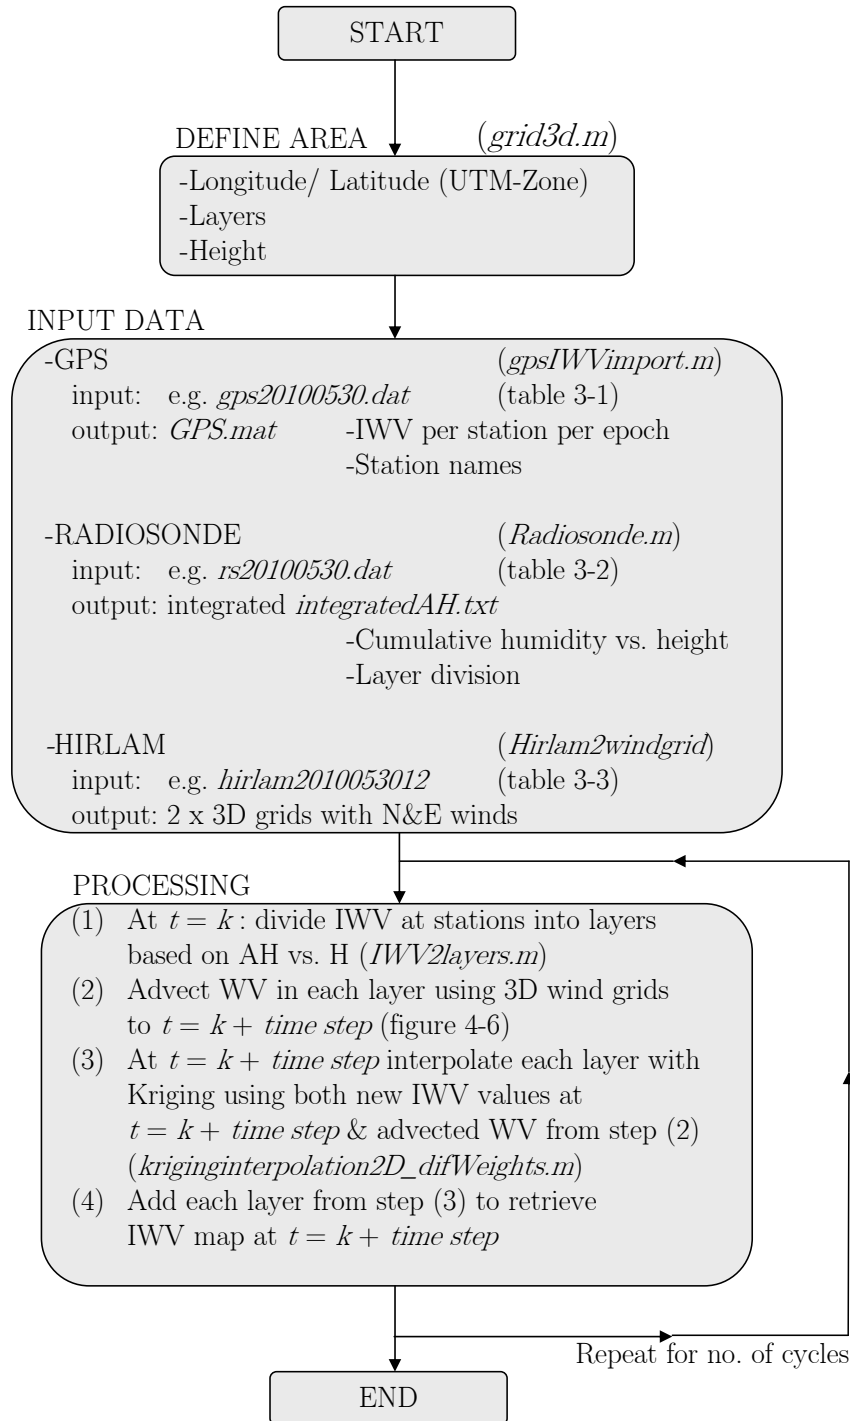 START
DEFINE AREA (grid3d.m)
-Longitude/ Latitude (UTM-Zone)
-Layers
-Height
INPUT DATA
-GPS (gpsIWVimport.m)
input: e.g. gps20100530.dat (table 3-1)
output: GPS.mat -IWV per station per epoch
-Station names
-RADIOSONDE (Radiosonde.m)
input: e.g. rs20100530.dat (table 3-2)
output: integrated integratedAH.txt
-Cumulative humidity vs. height
-Layer division
-HIRLAM (Hirlam2windgrid)
input: e.g. hirlam2010053012 (table 3-3)
output: 2 x 3D grids with N&E winds
PROCESSING
(1) At t = k : divide IWV at stations into layers
based on AH vs. H (IWV2layers.m)
(2) Advect WV in each layer using 3D wind grids
to t = k + time step (figure 4-6)
(3) At t = k + time step interpolate each layer with
Kriging using both new IWV values at
t = k + time step & advected WV from step (2)
(kriginginterpolation2D_difWeights.m)
(4) Add each layer from step (3) to retrieve
IWV map at t = k + time step
Repeat for no. of cycles
END